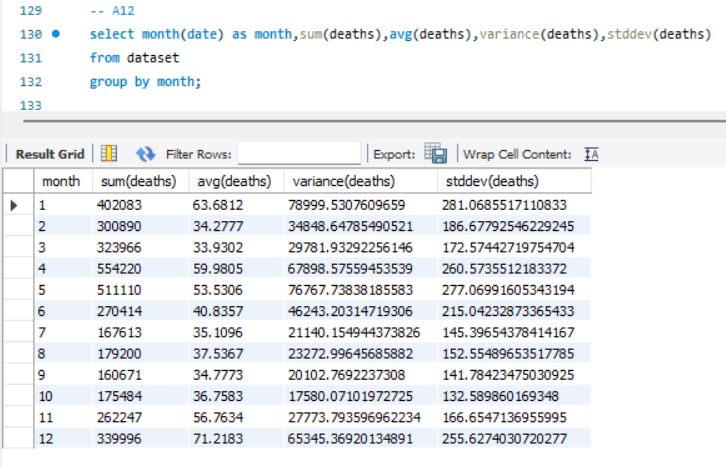 129 -- A12
130 select month(date) as month,sum(deaths),avg(deaths),variance(deaths),stddev(deaths)
131 from dataset
132 group by month;
133
Result Grid Filter Rows: Export: Wrap Cell Content:
month sum(deaths) avg(deaths) variance(deaths) stddev(deaths)
1 402083 63.6812 78999.5307609659 281.0685517110833
2 300890 34.2777 34848.64785490521 186.67792546229245
3 323966 33.9302 29781.93292256146 172.57442719754704
4 554220 59.9805 67898.57559453539 260.5735512183372
5 511110 53.5306 76767.73838185583 277.06991605343194
6 270414 40.8357 46243.20314719306 215.04232873365433
7 167613 35.1096 21140.154944373826 145.39654378414167
8 179200 37.5367 23272.99645685882 152.55489653517785
9 160671 34.7773 20102.7692237308 141.78423475030925
10 175484 36.7583 17580.07101972725 132.589860169348
11 262247 56.7634 27773.793596962234 166.6547136955995
12 339996 71.2183 65345.36920134891 255.6274030720277